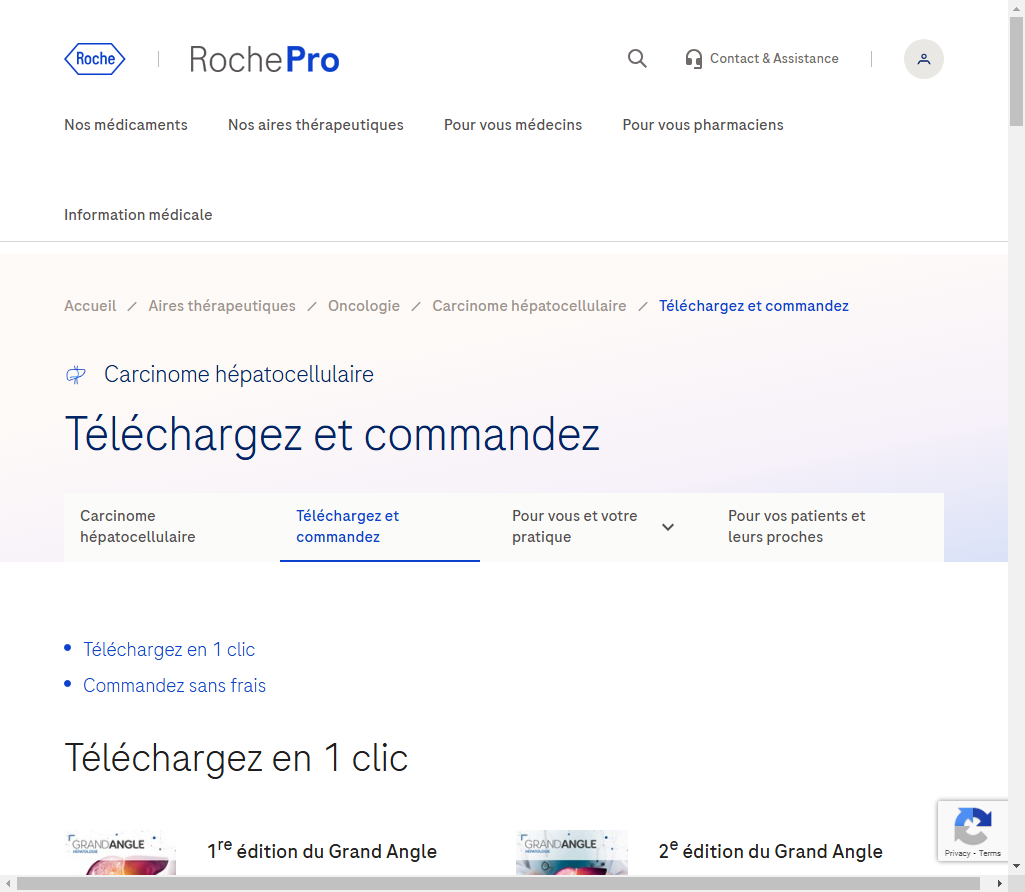 Roche
RochePro
Contact & Assistance
Nos médicaments
Nos aires thérapeutiques
Pour vous médecins
Pour vous pharmaciens
Information médicale
Accueil / Aires thérapeutiques / Oncologie / Carcinome hépatocellulaire / Téléchargez et commandez
Carcinome hépatocellulaire
Téléchargez et commandez
Carcinome
hépatocellulaire
Téléchargez et
commandez
Pour vous et votre
pratique
Pour vos patients et
leurs proches
Téléchargez en 1 clic
Commandez sans frais
Téléchargez en 1 clic
GRANDANGLE
HÉPATOLOGIE
1re édition du Grand Angle
GRANDANGLE
HÉPATOLOGIE
2e édition du Grand Angle
Privacy - Terms